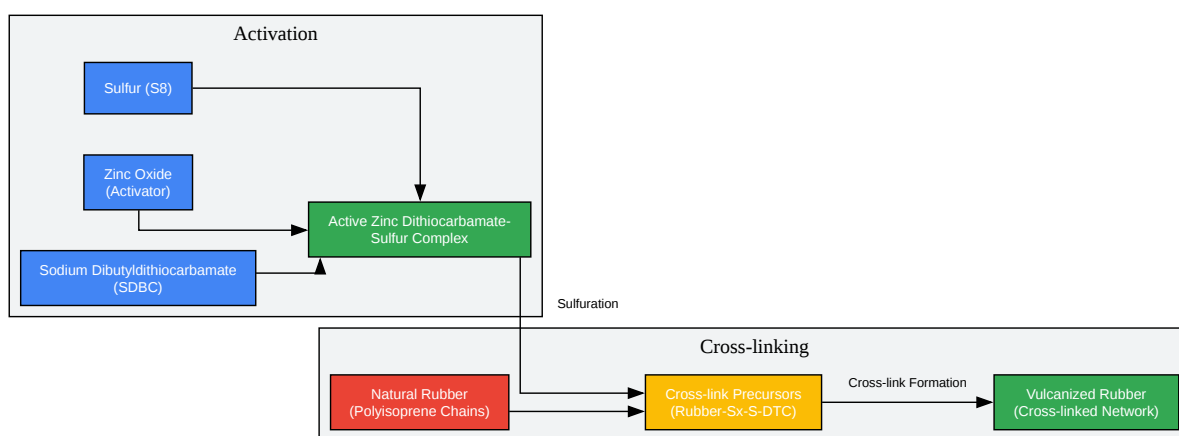 Activation
Sulfur (S8)
Zinc Oxide
(Activator)
Active Zinc Dithiocarbamate-
Sulfur Complex
Sodium Dibutyldithiocarbamate
(SDBC)
Sulfuration
Cross-linking
Natural Rubber
(Polyisoprene Chains)
Cross-link Precursors
(Rubber-Sx-S-DTC)
Cross-link Formation
Vulcanized Rubber
(Cross-linked Network)